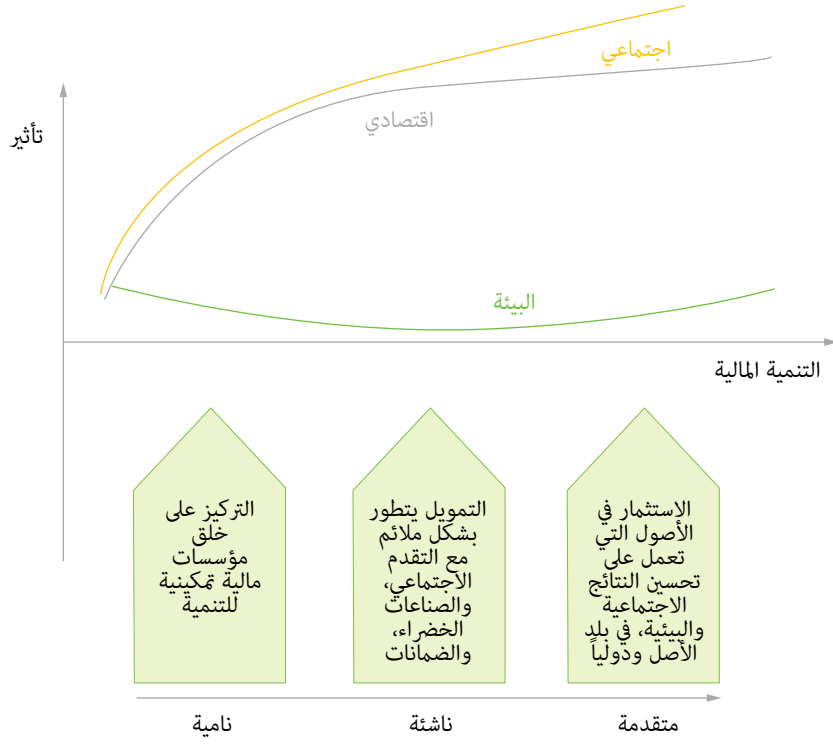 اجتماعي
اقتصادي
تأثير
البيئة
التنمية المالية
التركيز على
خلق
مؤسسات
مالية تمكينية
للتنمية
التمويل يتطور
بشكل ملائم
مع التقدم
الاجتماعي،
والصناعات
الخضراء،
والضمانات
الاستثمار في
الأصول التي
تعمل على
تحسين النتائج
الاجتماعية
والبيئية، في بلد
الأصل ودولياً
نامية
ناشئة
متقدمة